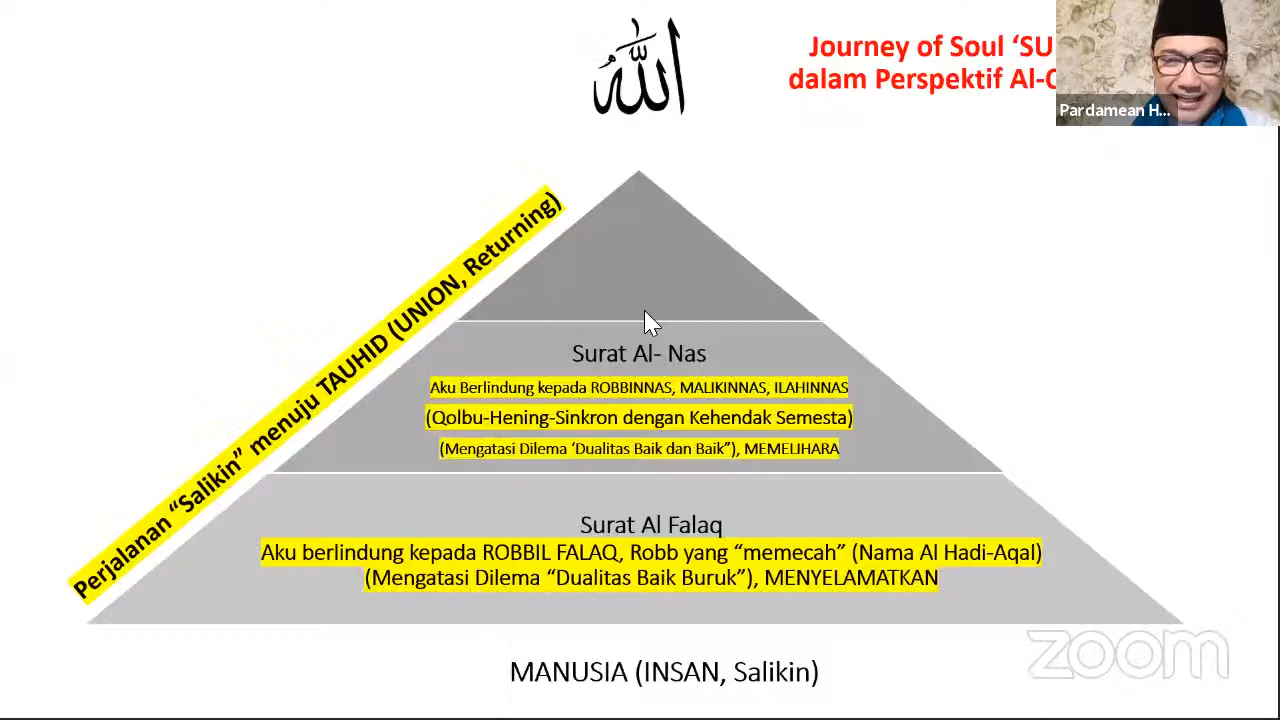 الله
Journey of Soul ‘SU
dalam Perspektif Al-
Pardamean H...
Perjalanan “Salikin” menuju TAUHID (UNION, Returning)
Surat Al- Nas
Aku Berlindung kepada ROBBINNAS, MALIKINNAS, ILAHINNAS
(Qolbu-Hening-Sinkron dengan Kehendak Semesta)
(Mengatasi Dilema ‘Dualitas Baik dan Baik”), MEMELIHARA
Surat Al Falaq
Aku berlindung kepada ROBBIL FALAQ, Robb yang “memecah” (Nama Al Hadi-Aqal)
(Mengatasi Dilema “Dualitas Baik Buruk”), MENYELAMATKAN
MANUSIA (INSAN, Salikin)
zoom